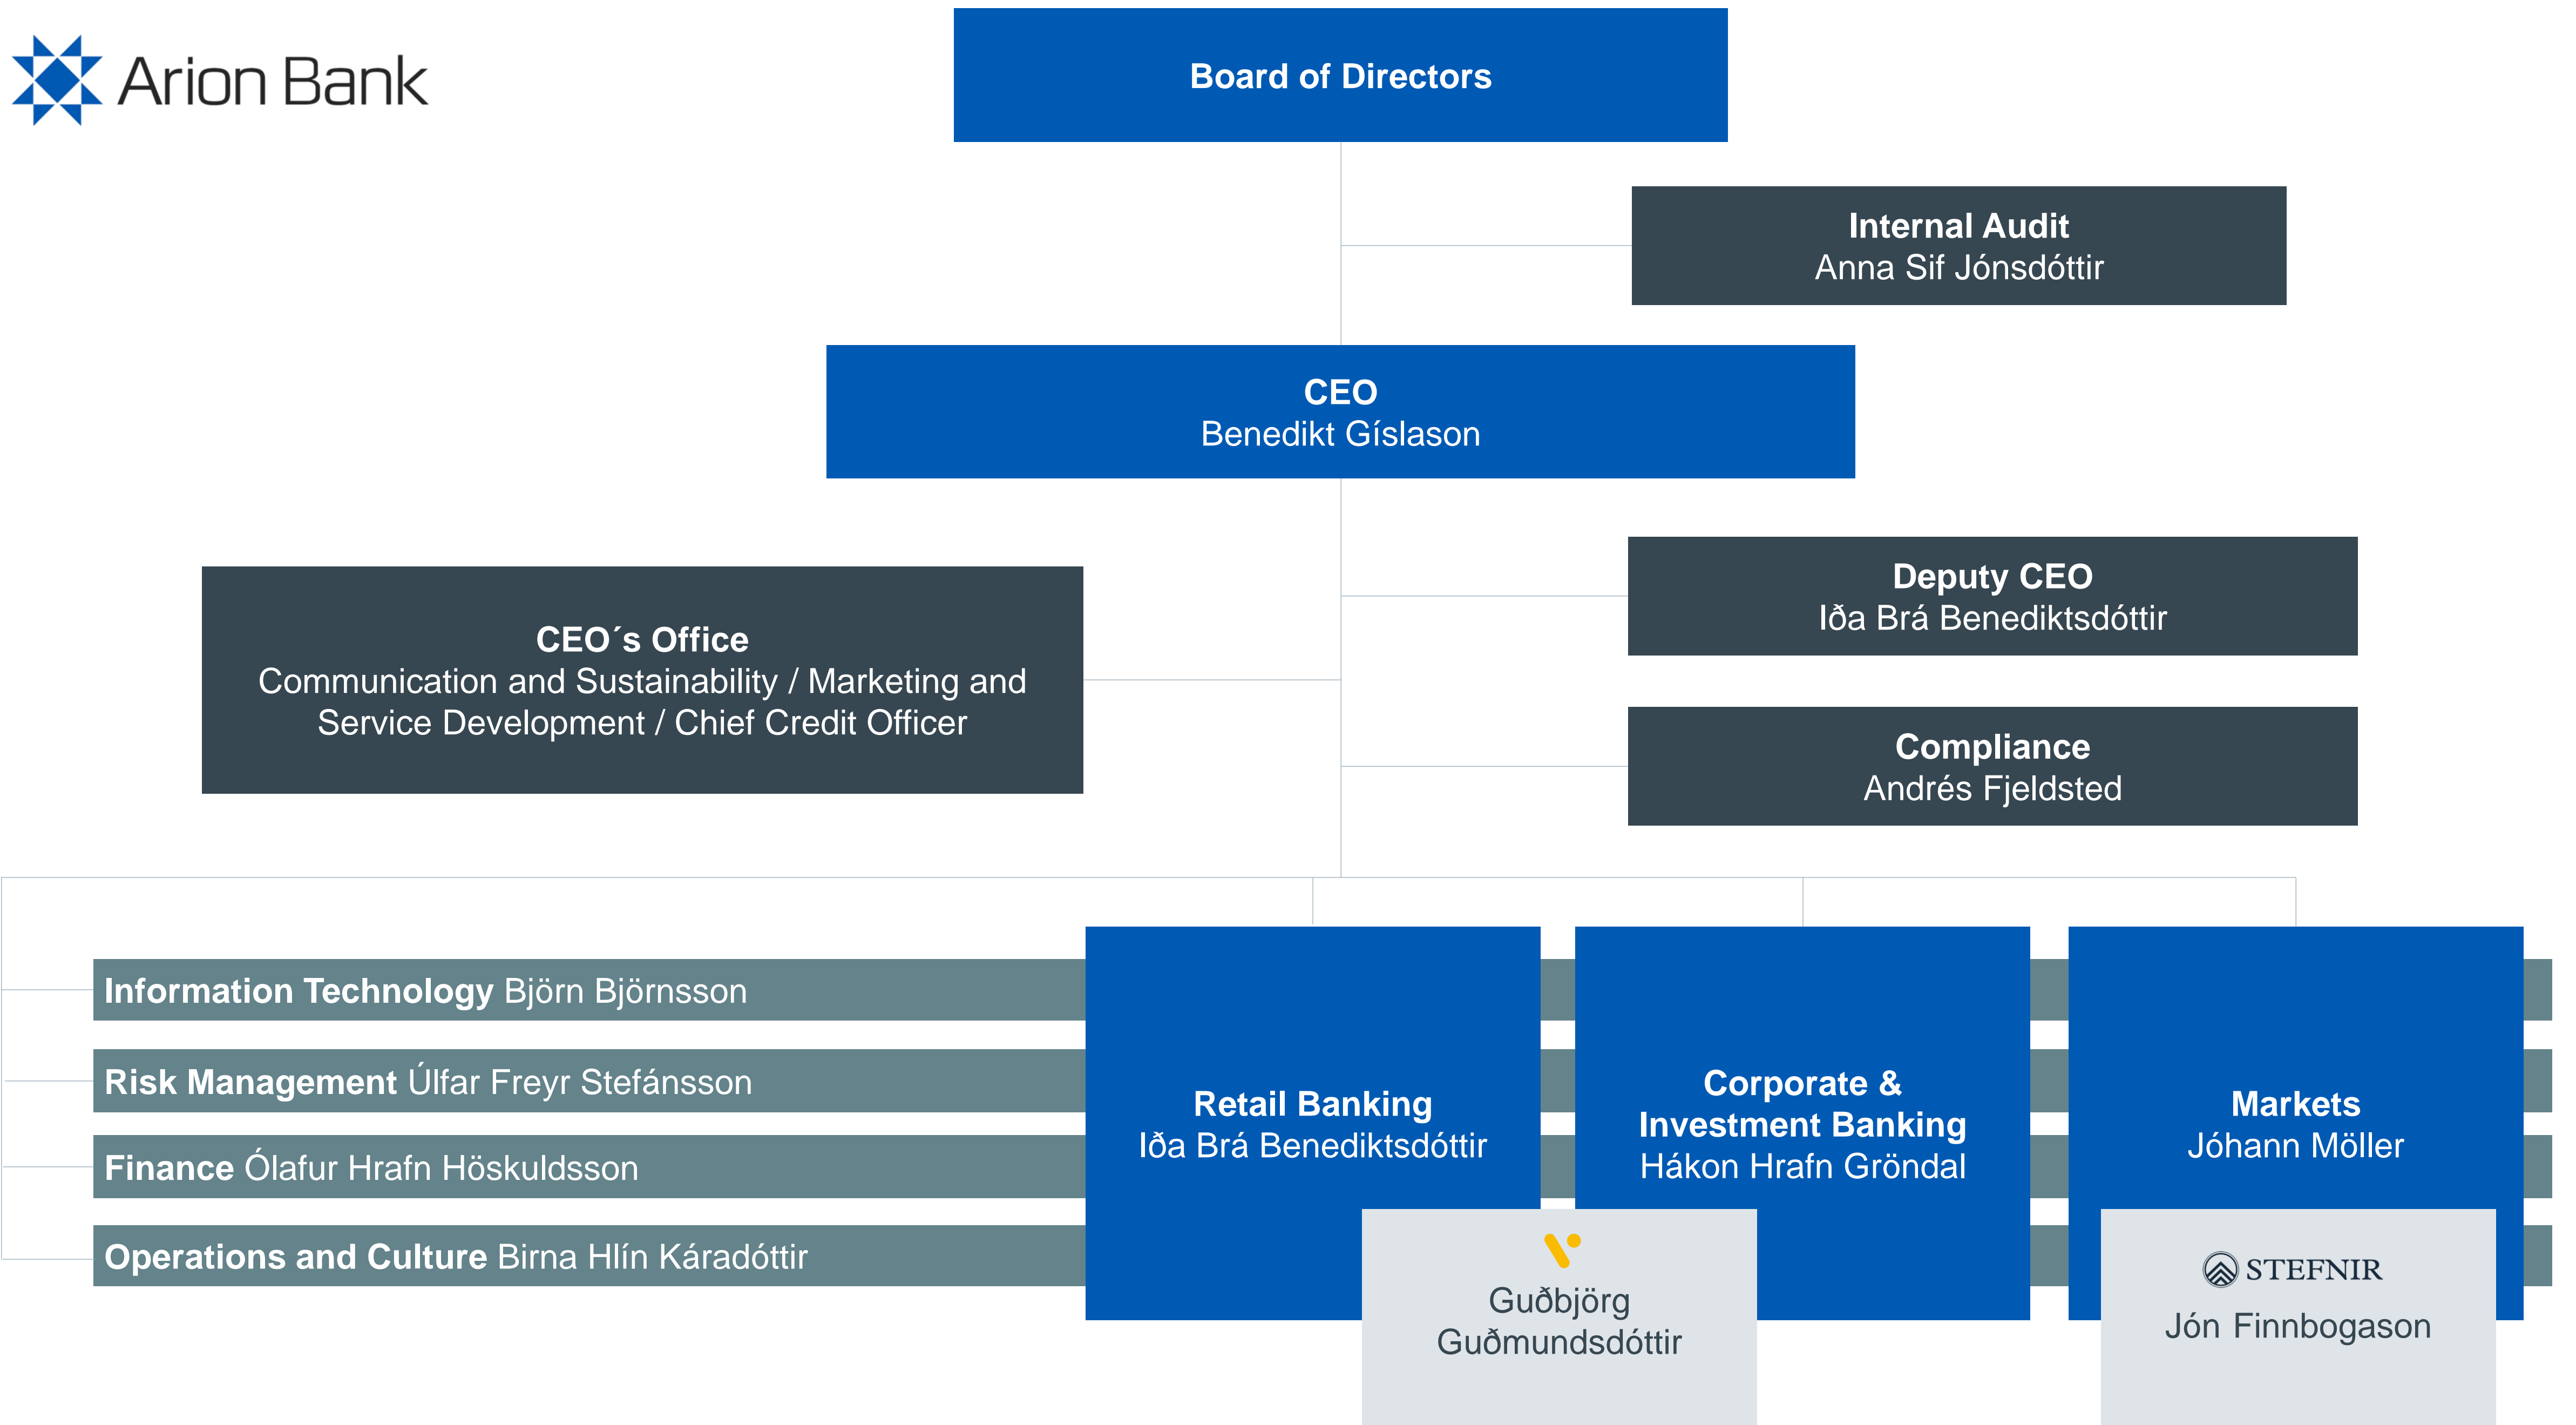 Arion Bank
Board of Directors
Internal Audit
Anna Sif Jónsdóttir
CEO
Benedikt Gíslason
CEO´s Office
Communication and Sustainability / Marketing and
Service Development / Chief Credit Officer
Deputy CEO
Iða Brá Benediktsdóttir
Compliance
Andrés Fjeldsted
Information Technology Björn Björnsson
Risk Management Úlfar Freyr Stefánsson
Finance Ólafur Hrafn Höskuldsson
Operations and Culture Birna Hlín Káradóttir
Retail Banking
Iða Brá Benediktsdóttir
Corporate &
Investment Banking
Hákon Hrafn Gröndal
Markets
Jóhann Möller
Guðbjörg
Guðmundsdóttir
STEFNIR
Jón Finnbogason